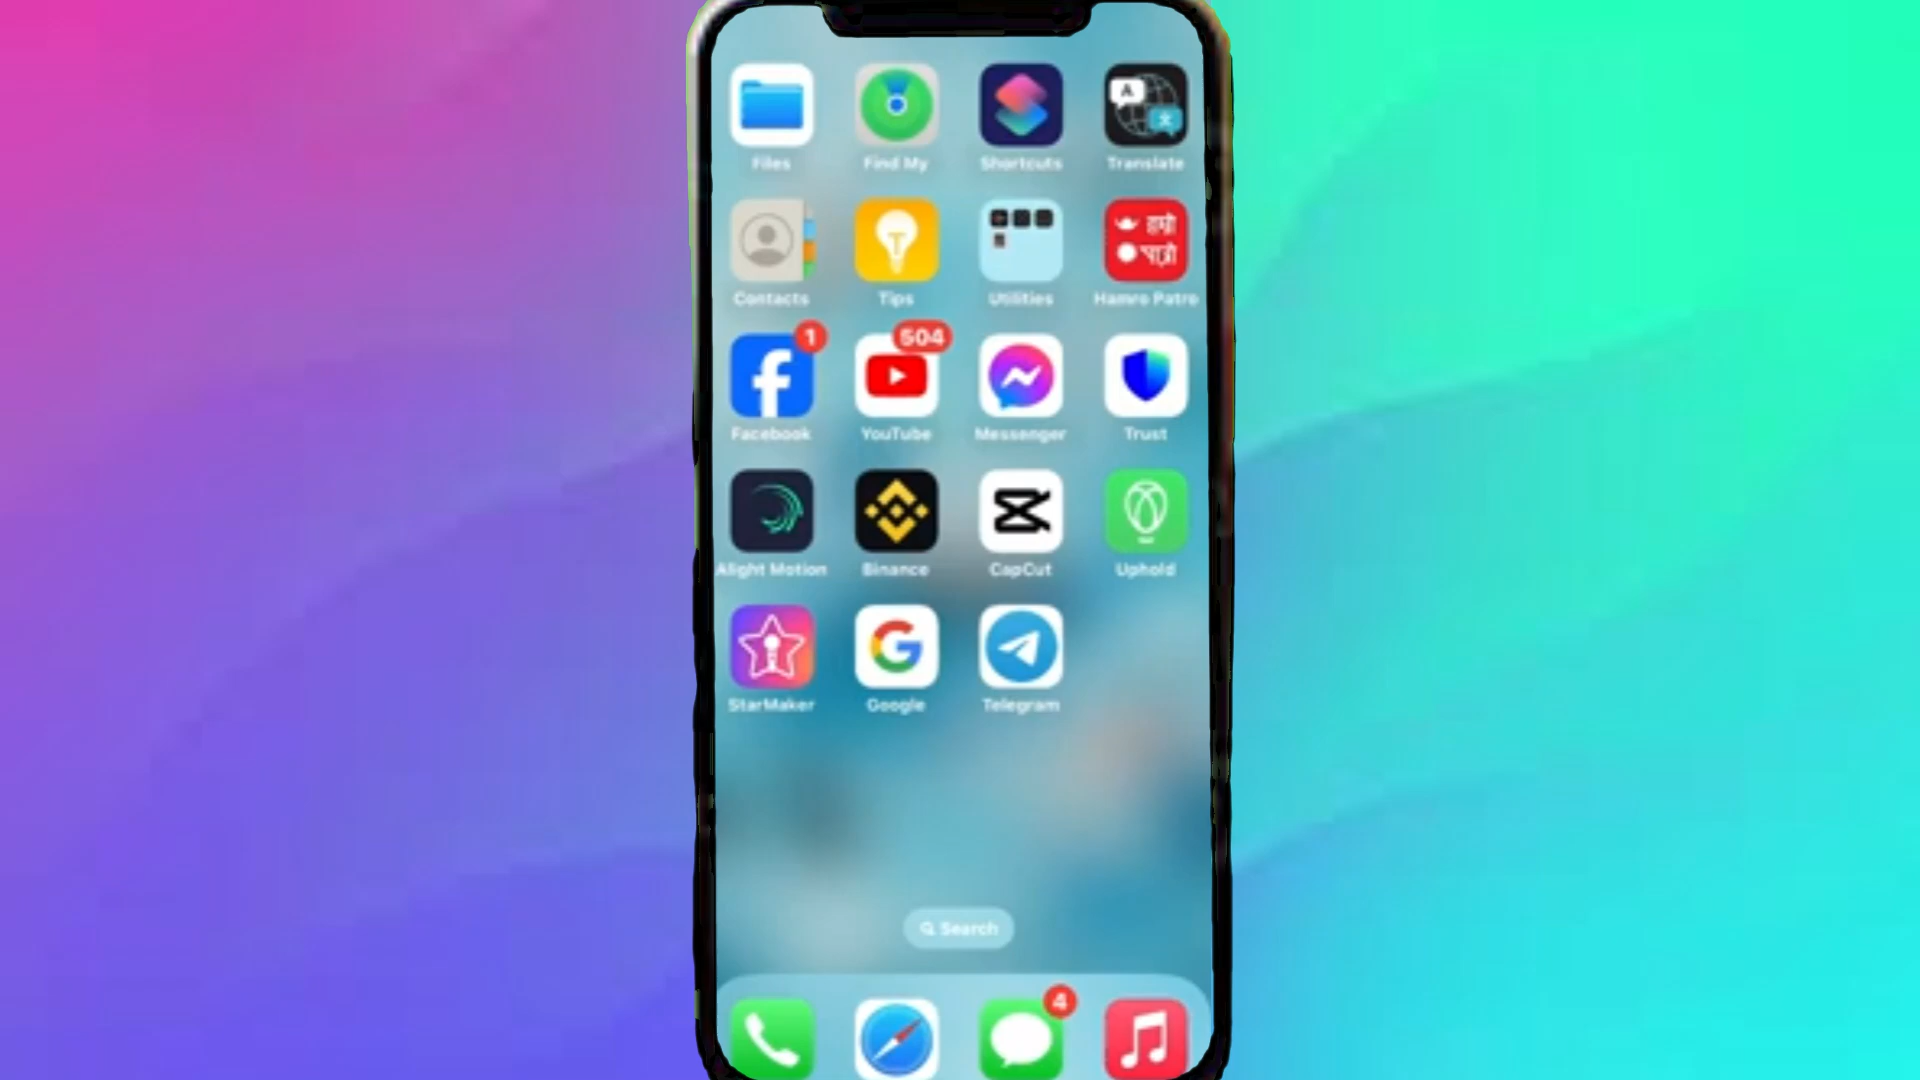 Files Find My Shortcuts Translate
A
文
Contacts Tips Utilities Hamro Patro
T
हाम्रो
पात्रो
1
504
Facebook YouTube Messenger Trust
Alight Motion Binance CapCut Uphold
StarMaker Google Telegram
Search
4